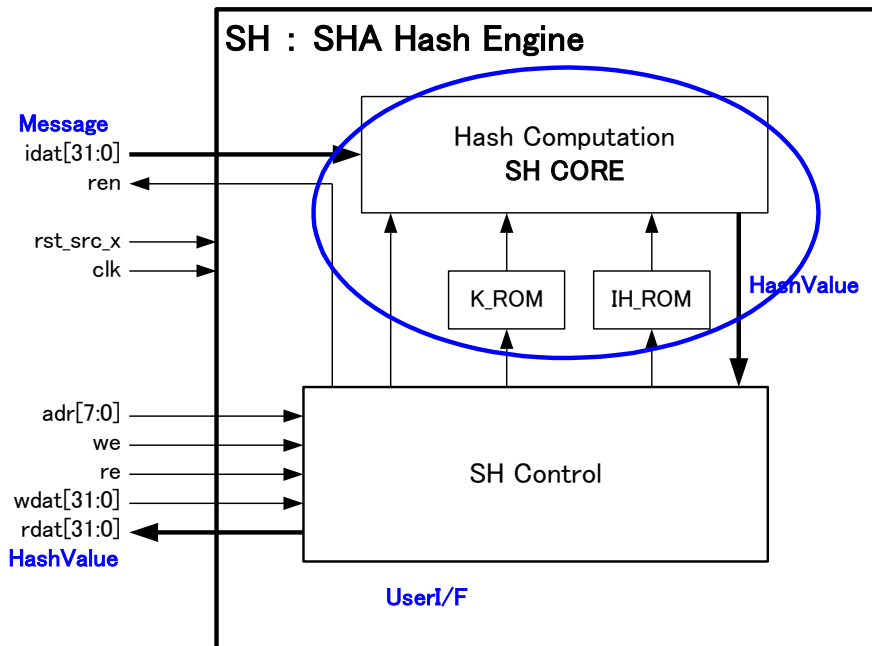 SH : SHA Hash Engine
Message
idat[31:0]
ren
rst_src_x
clk
Hash Computation
SH CORE
K_ROM
IH_ROM
HashValue
adr[7:0]
we
re
wdat[31:0]
rdat[31:0]
HashValue
SH Control
UserI/F